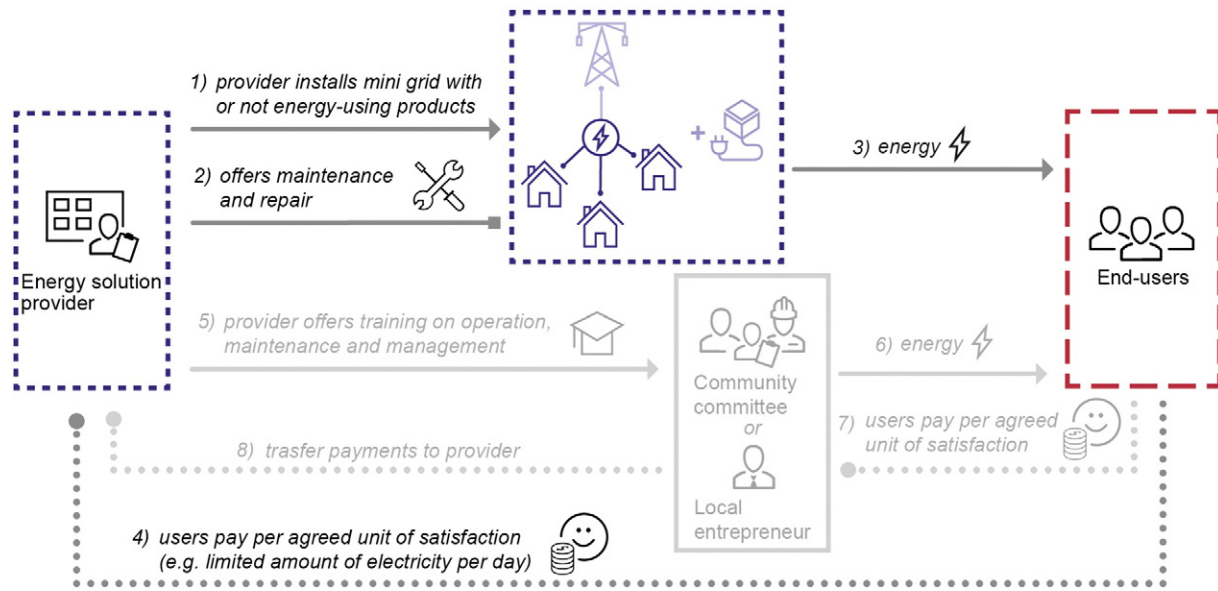 1) provider installs mini grid with
or not energy-using products
2) offers maintenance
and repair
+
3) energy
Energy solution
provider
End-users
5) provider offers training on operation,
maintenance and management
6) energy
Community
committee
or
Local
entrepreneur
7) users pay per agreed
unit of satisfaction
8) trasfer payments to provider
4) users pay per agreed unit of satisfaction
(e.g. limited amount of electricity per day)